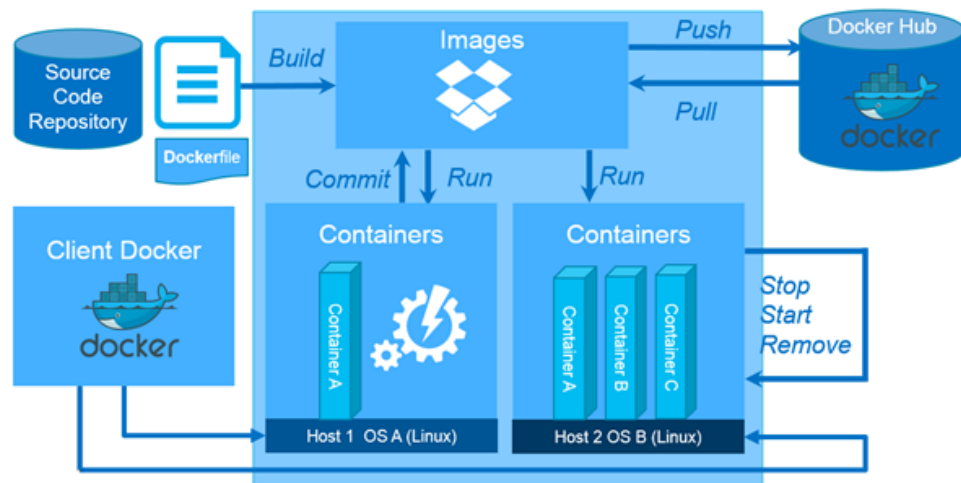 Source
Code
Repository
Dockerfile
Build
Images
Push
Pull
Docker Hub
docker
Commit
Run
Run
Client Docker
docker
Containers
Container A
Host 1 OS A (Linux)
Containers
Container A
Container B
Container C
Host 2 OS B (Linux)
Stop
Start
Remove